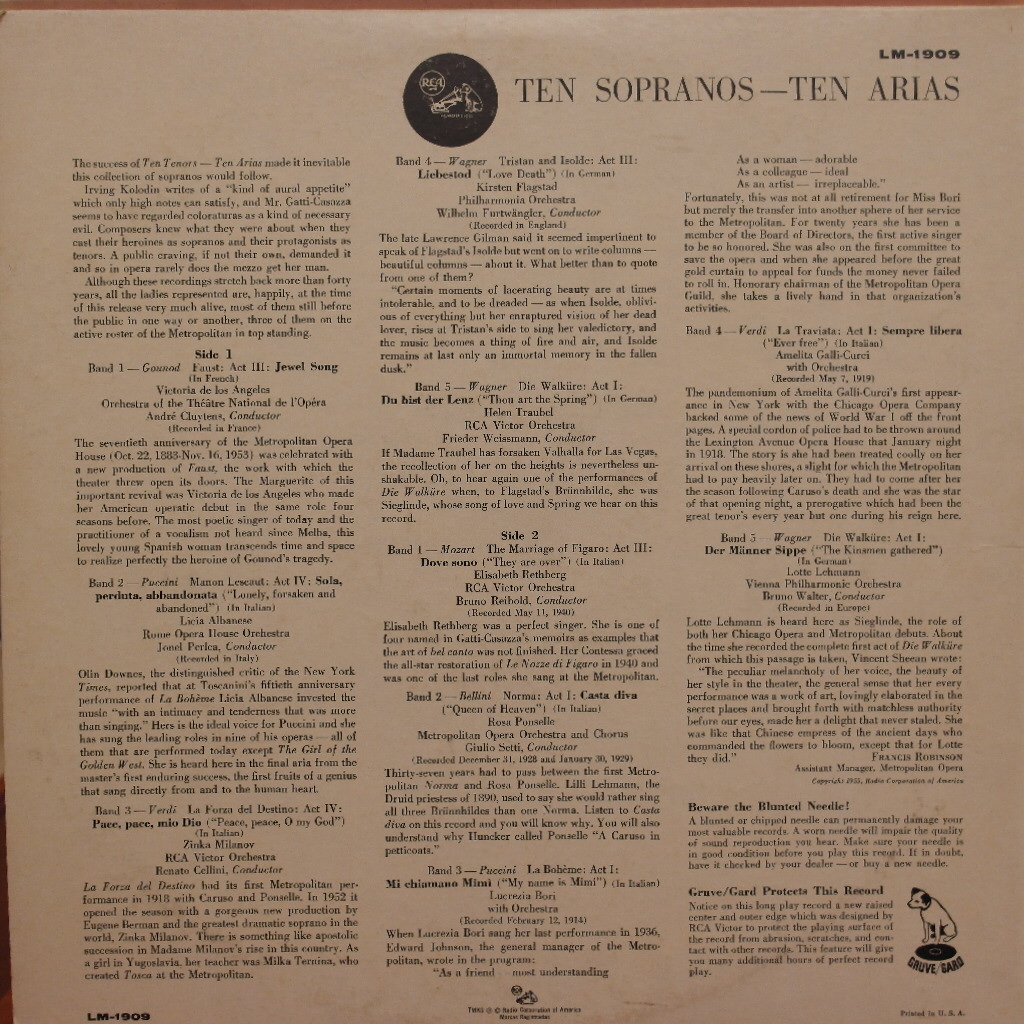 LM-1909
RCA
TEN SOPRANOS—TEN ARIAS
The success of Ten Tenors — Ten Arias made it inevitable
this collection of sopranos would follow.
Irving Kolodin writes of a "kind of aural appetite"
which only high notes can satisfy, and Mr. Gatti-Casazza
seems to have regarded coloraturas as a kind of necessary
evil. Composers knew what they were about when they
cast their heroines as sopranos and their protagonists as
tenors. A public craving, if not their own, demanded it
and so in opera rarely does the mezzo get her man.
Although these recordings stretch back more than forty
years, all the ladies represented are, happily, at the time
of this release very much alive, most of them still before
the public in one way or another, three of them on the
active roster of the Metropolitan in top standing.
Side 1
Band 1 — Gounod Faust: Act III: Jewel Song
(In French)
Victoria de los Angeles
Orchestra of the Théâtre National de l'Opéra
André Cluytens, Conductor
(Recorded in France)
The seventieth anniversary of the Metropolitan Opera
House (Oct. 22, 1883-Nov. 16, 1953) was celebrated with
a new production of Faust, the work with which the
theater threw open its doors. The Marguerite of this
important revival was Victoria de los Angeles who made
her American operatic debut in the same role four
seasons before. The most poetic singer of today and the
practitioner of a vocalism not heard since Melba, this
lovely young Spanish woman transcends time and space
to realize perfectly the heroine of Gounod's tragedy.
Band 2 — Puccini Manon Lescaut: Act IV: Sola,
perduta, abbandonata ("Lonely, forsaken and
abandoned") (In Italian)
Licia Albanese
Rome Opera House Orchestra
Jonel Perlea, Conductor
(Recorded in Italy)
Olin Downes, the distinguished critic of the New York
Times, reported that at Toscanini's fiftieth anniversary
performance of La Bohème Licia Albanese invested the
music "with an intimacy and tenderness that was more
than singing." Hers is the ideal voice for Puccini and she
has sung the leading roles in nine of his operas — all of
them that are performed today except The Girl of the
Golden West. She is heard here in the final aria from the
master's first enduring success, the first fruits of a genius
that sang directly from and to the human heart.
Band 3 — Verdi La Forza del Destino: Act IV:
Pace, pace, mio Dio ("Peace, peace, O my God")
(In Italian)
Zinka Milanov
RCA Victor Orchestra
Renato Cellini, Conductor
La Forza del Destino had its first Metropolitan per-
formance in 1918 with Caruso and Ponselle. In 1952 it
opened the season with a gorgeous new production by
Eugene Berman and the greatest dramatic soprano in the
world, Zinka Milanov. There is something like apostolic
succession in Madame Milanov's rise in this country. As
a girl in Yugoslavia, her teacher was Milka Ternina, who
created Tosca at the Metropolitan.
Band 4 — Wagner Tristan and Isolde: Act III:
Liebestod ("Love Death") (In German)
Kirsten Flagstad
Philharmonia Orchestra
Wilhelm Furtwängler, Conductor
(Recorded in England)
The late Lawrence Gilman said it seemed impertinent to
speak of Flagstad's Isolde but went on to write columns —
beautiful columns — about it. What better than to quote
from one of them?
"Certain moments of lacerating beauty are at times
intolerable, and to be dreaded — as when Isolde, oblivi-
ous of everything but her enraptured vision of her dead
lover, rises at Tristan's side to sing her valedictory, and
the music becomes a thing of fire and air, and Isolde
remains at last only an immortal memory in the fallen
dusk."
Band 5 — Wagner Die Walküre: Act I:
Du bist der Lenz ("Thou art the Spring") (In German)
Helen Traubel
RCA Victor Orchestra
Frieder Weissmann, Conductor
If Madame Traubel has forsaken Valhalla for Las Vegas,
the recollection of her on the heights is nevertheless un-
shakable. Oh, to hear again one of the performances of
Die Walküre when, to Flagstad's Brünnhilde, she was
Sieglinde, whose song of love and Spring we hear on this
record.
Side 2
Band 1 — Mozart The Marriage of Figaro: Act III:
Dove sono ("They are over") (In Italian)
Elisabeth Rethberg
RCA Victor Orchestra
Bruno Reibold, Conductor
(Recorded May 11, 1940)
Elisabeth Rethberg was a perfect singer. She is one of
four named in Gatti-Casazza's memoirs as examples that
the art of bel canto was not finished. Her Contessa graced
the all-star restoration of Le Nozze di Figaro in 1940 and
was one of the last roles she sang at the Metropolitan.
Band 2 — Bellini Norma: Act I: Casta diva
("Queen of Heaven") (In Italian)
Rosa Ponselle
Metropolitan Opera Orchestra and Chorus
Giulio Setti, Conductor
(Recorded December 31, 1928 and January 30, 1929)
Thirty-seven years had to pass between the first Metro-
politan Norma and Rosa Ponselle. Lilli Lehmann, the
Druid priestess of 1890, used to say she would rather sing
all three Brünnhildes than one Norma. Listen to Casta
diva on this record and you will know why. You will also
understand why Huneker called Ponselle "A Caruso in
petticoats."
Band 3 — Puccini La Bohème: Act I:
Mi chiamano Mimì ("My name is Mimi") (In Italian)
Lucrezia Bori
with Orchestra
(Recorded February 12, 1914)
When Lucrezia Bori sang her last performance in 1936,
Edward Johnson, the general manager of the Metro-
politan, wrote in the program:
"As a friend — most understanding
As a woman — adorable
As a colleague — ideal
As an artist — irreplaceable."
Fortunately, this was not at all retirement for Miss Bori
but merely the transfer into another sphere of her service
to the Metropolitan. For twenty years she has been a
member of the Board of Directors, the first active singer
to be so honored. She was also on the first committee to
save the opera and when she appeared before the great
gold curtain to appeal for funds the money never failed
to roll in. Honorary chairman of the Metropolitan Opera
Guild, she takes a lively hand in that organization's
activities.
Band 4 — Verdi La Traviata: Act I: Sempre libera
("Ever free") (In Italian)
Amelita Galli-Curci
with Orchestra
(Recorded May 7, 1919)
The pandemonium of Amelita Galli-Curci's first appear-
ance in New York with the Chicago Opera Company
backed some of the news of World War I off the front
pages. A special cordon of police had to be thrown around
the Lexington Avenue Opera House that January night
in 1918. The story is she had been treated coolly on her
arrival on these shores, a slight for which the Metropolitan
had to pay heavily later on. They had to come after her
the season following Caruso's death and she was the star
of that opening night, a prerogative which had been the
great tenor's every year but one during his reign here.
Band 5 — Wagner Die Walküre: Act I:
Der Männer Sippe ("The Kinsmen gathered")
(In German)
Lotte Lehmann
Vienna Philharmonic Orchestra
Bruno Walter, Conductor
(Recorded in Europe)
Lotte Lehmann is heard here as Sieglinde, the role of
both her Chicago Opera and Metropolitan debuts. About
the time she recorded the complete first act of Die Walküre
from which this passage is taken, Vincent Sheean wrote:
"The peculiar melancholy of her voice, the beauty of
her style in the theater, the general sense that her every
performance was a work of art, lovingly elaborated in the
secret places and brought forth with matchless authority
before our eyes, made her a delight that never staled. She
was like that Chinese empress of the ancient days who
commanded the flowers to bloom, except that for Lotte
they did." FRANCIS ROBINSON
Assistant Manager, Metropolitan Opera
Copyright 1955, Radio Corporation of America
Beware the Blunted Needle!
A blunted or chipped needle can permanently damage your
most valuable records. A worn needle will impair the quality
of sound reproduction you hear. Make sure your needle is
in good condition before you play this record. If in doubt,
have it checked by your dealer — or buy a new needle.
Gruve/Gard Protects This Record
Notice on this long play record a new raised
center and outer edge which was designed by
RCA Victor to protect the playing surface of
the record from abrasion, scratches, and con-
tact with other records. This feature will give
you many additional hours of perfect record
play.
GRUVE/GARD
LM-1909
TMKS ® © Radio Corporation of America
Marcas Registradas
Printed in U. S. A.